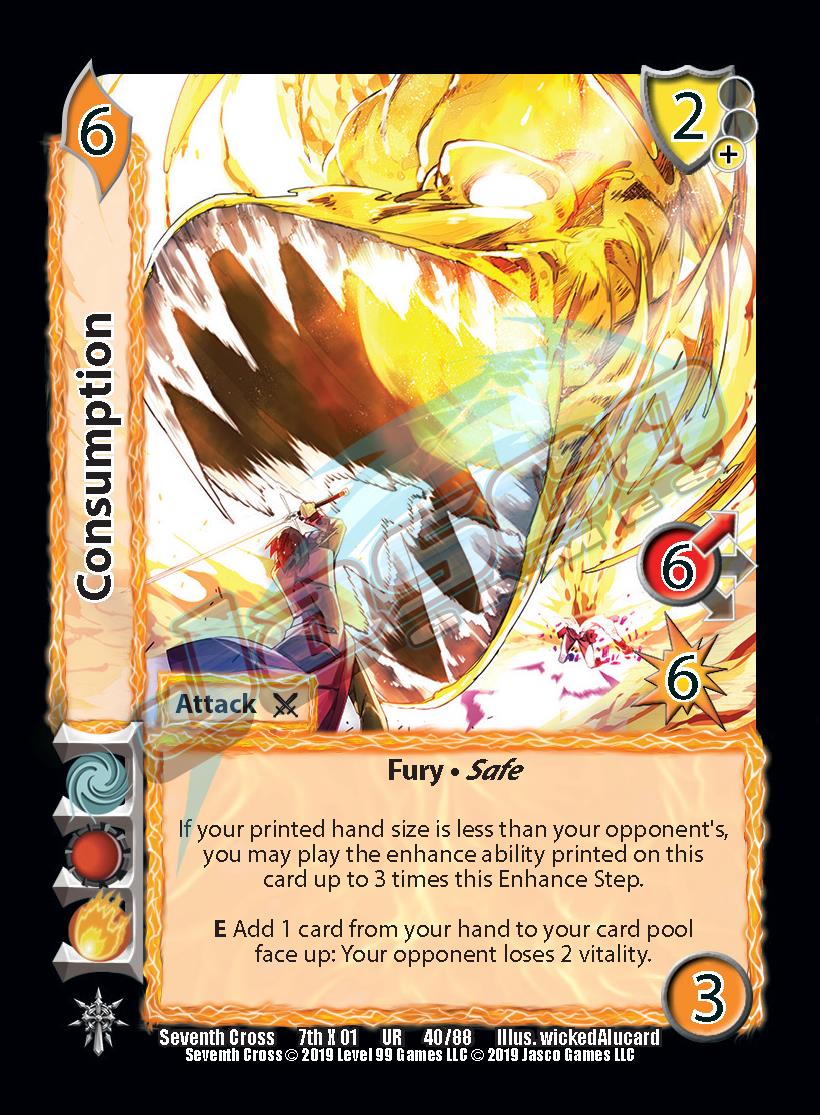 6
2
+
Consumption
JASCO
GAMES
6
6
Attack
Fury • Safe
If your printed hand size is less than your opponent's,
you may play the enhance ability printed on this
card up to 3 times this Enhance Step.
E Add 1 card from your hand to your card pool
face up: Your opponent loses 2 vitality.
3
Seventh Cross 7th X 01 UR 40/88 Illus. wickedAlucard
Seventh Cross © 2019 Level 99 Games LLC © 2019 Jasco Games LLC